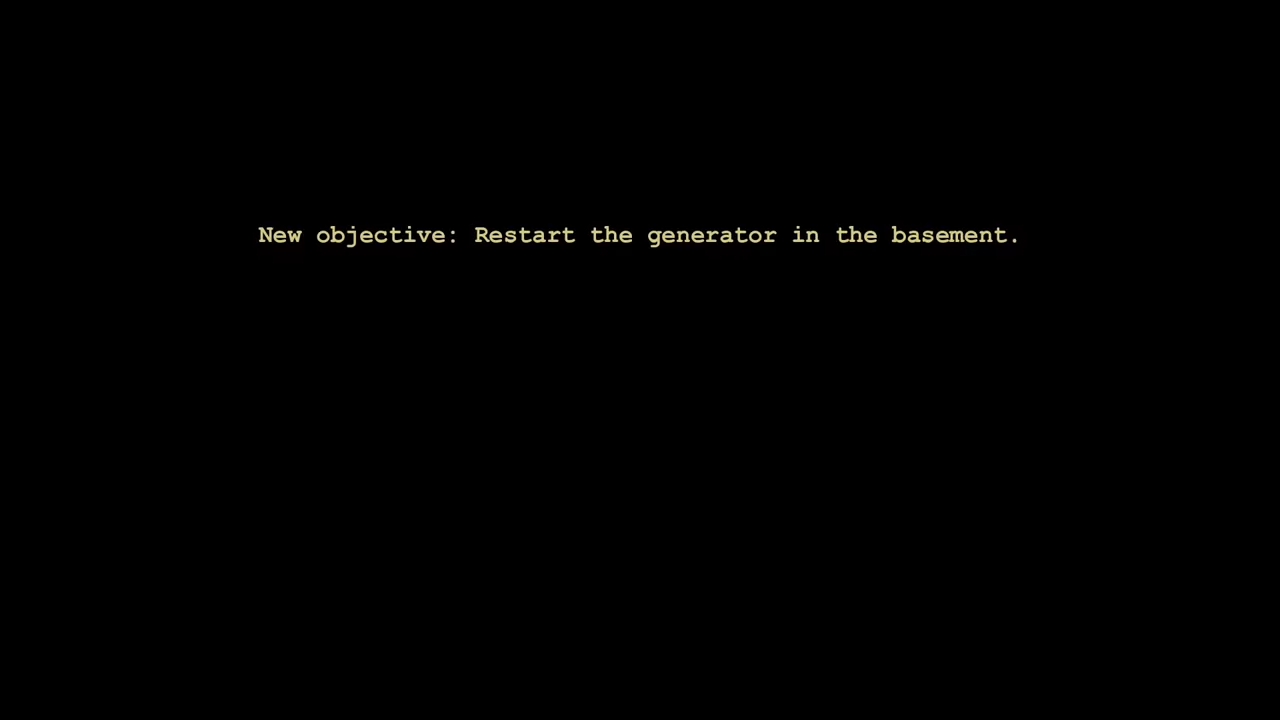 New objective: Restart the generator in the basement.